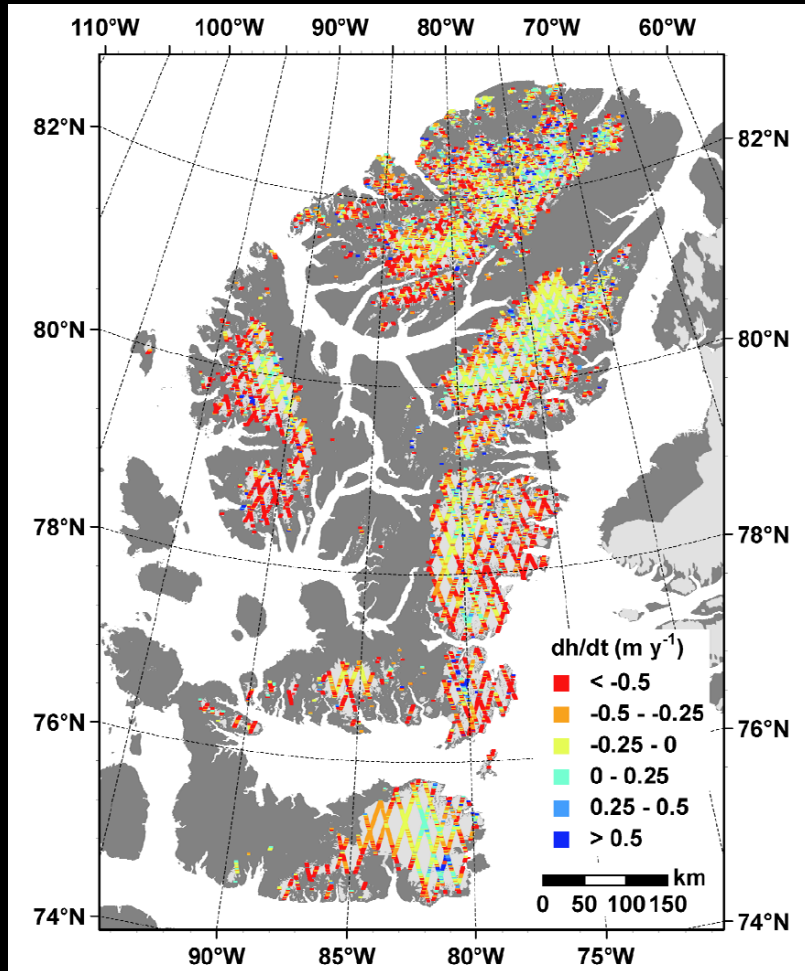 110°W 100°W 90°W 80°W 70°W 60°W
82°N 82°N
80°N 80°N
78°N 78°N
dh/dt (m y⁻¹)
< -0.5
-0.5 - -0.25
76°N 76°N
-0.25 - 0
0 - 0.25
0.25 - 0.5
> 0.5
km
0 50 100 150
74°N 74°N
90°W 85°W 80°W 75°W